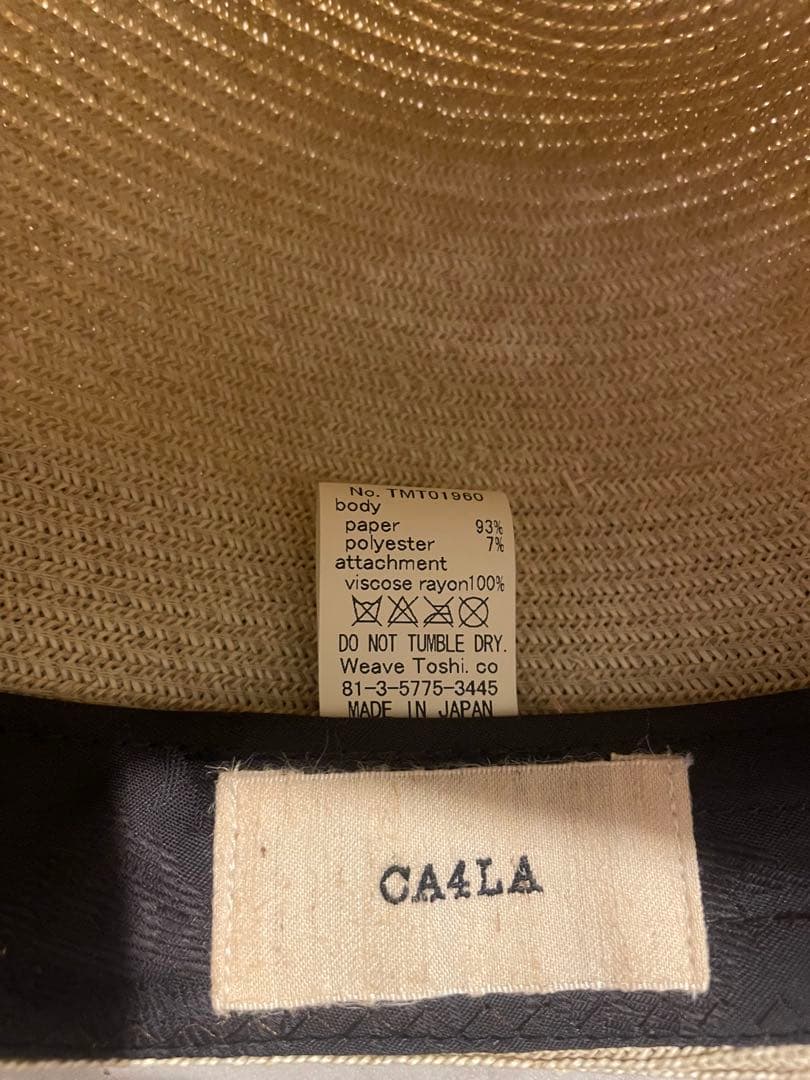 No. TMT01960
body
paper 93%
polyester 7%
attachment
viscose rayon100%
DO NOT TUMBLE DRY.
Weave Toshi. co
81-3-5775-3445
MADE IN JAPAN
CA4LA